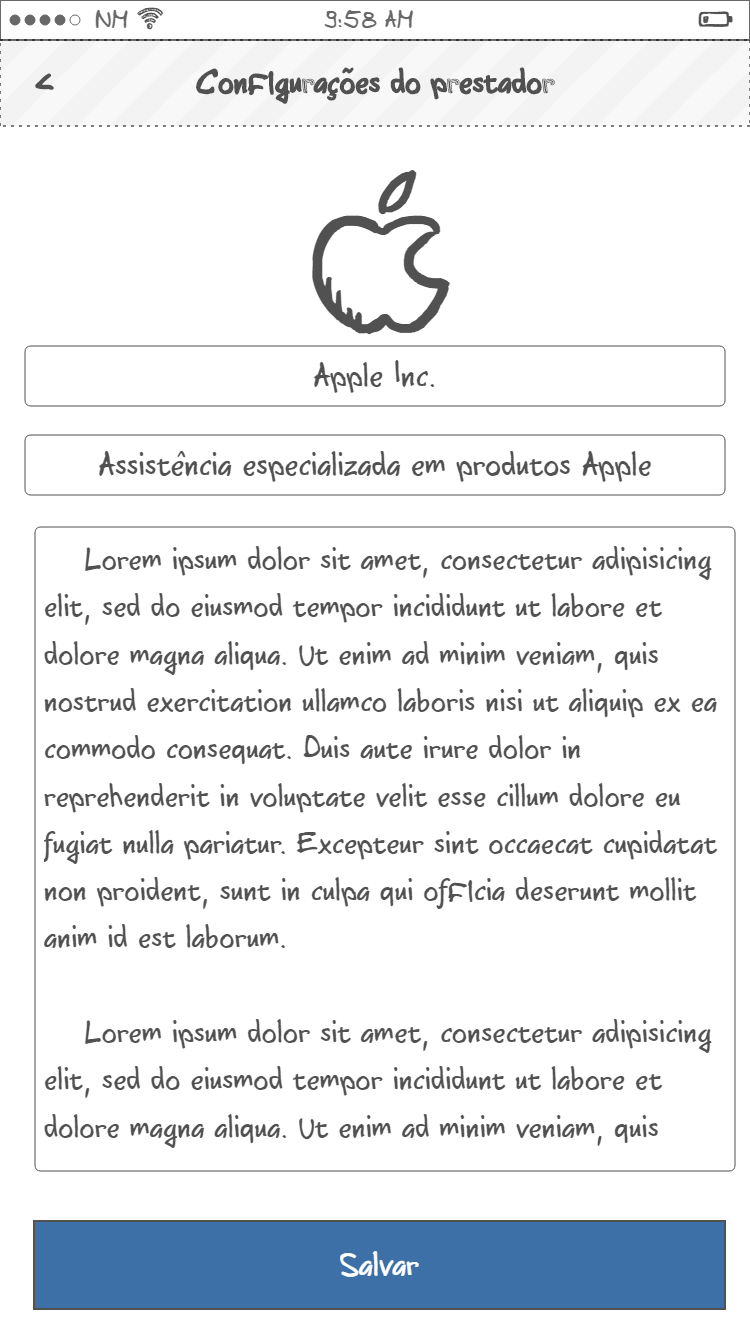 NM 9:58 AM
< Configurações do prestador
Apple Inc.
Assistência especializada em produtos Apple
Lorem ipsum dolor sit amet, consectetur adipisicing
elit, sed do eiusmod tempor incididunt ut labore et
dolore magna aliqua. Ut enim ad minim veniam, quis
nostrud exercitation ullamco laboris nisi ut aliquip ex ea
commodo consequat. Duis aute irure dolor in
reprehenderit in voluptate velit esse cillum dolore eu
fugiat nulla pariatur. Excepteur sint occaecat cupidatat
non proident, sunt in culpa qui officia deserunt mollit
anim id est laborum.
Lorem ipsum dolor sit amet, consectetur adipisicing
elit, sed do eiusmod tempor incididunt ut labore et
dolore magna aliqua. Ut enim ad minim veniam, quis
Salvar